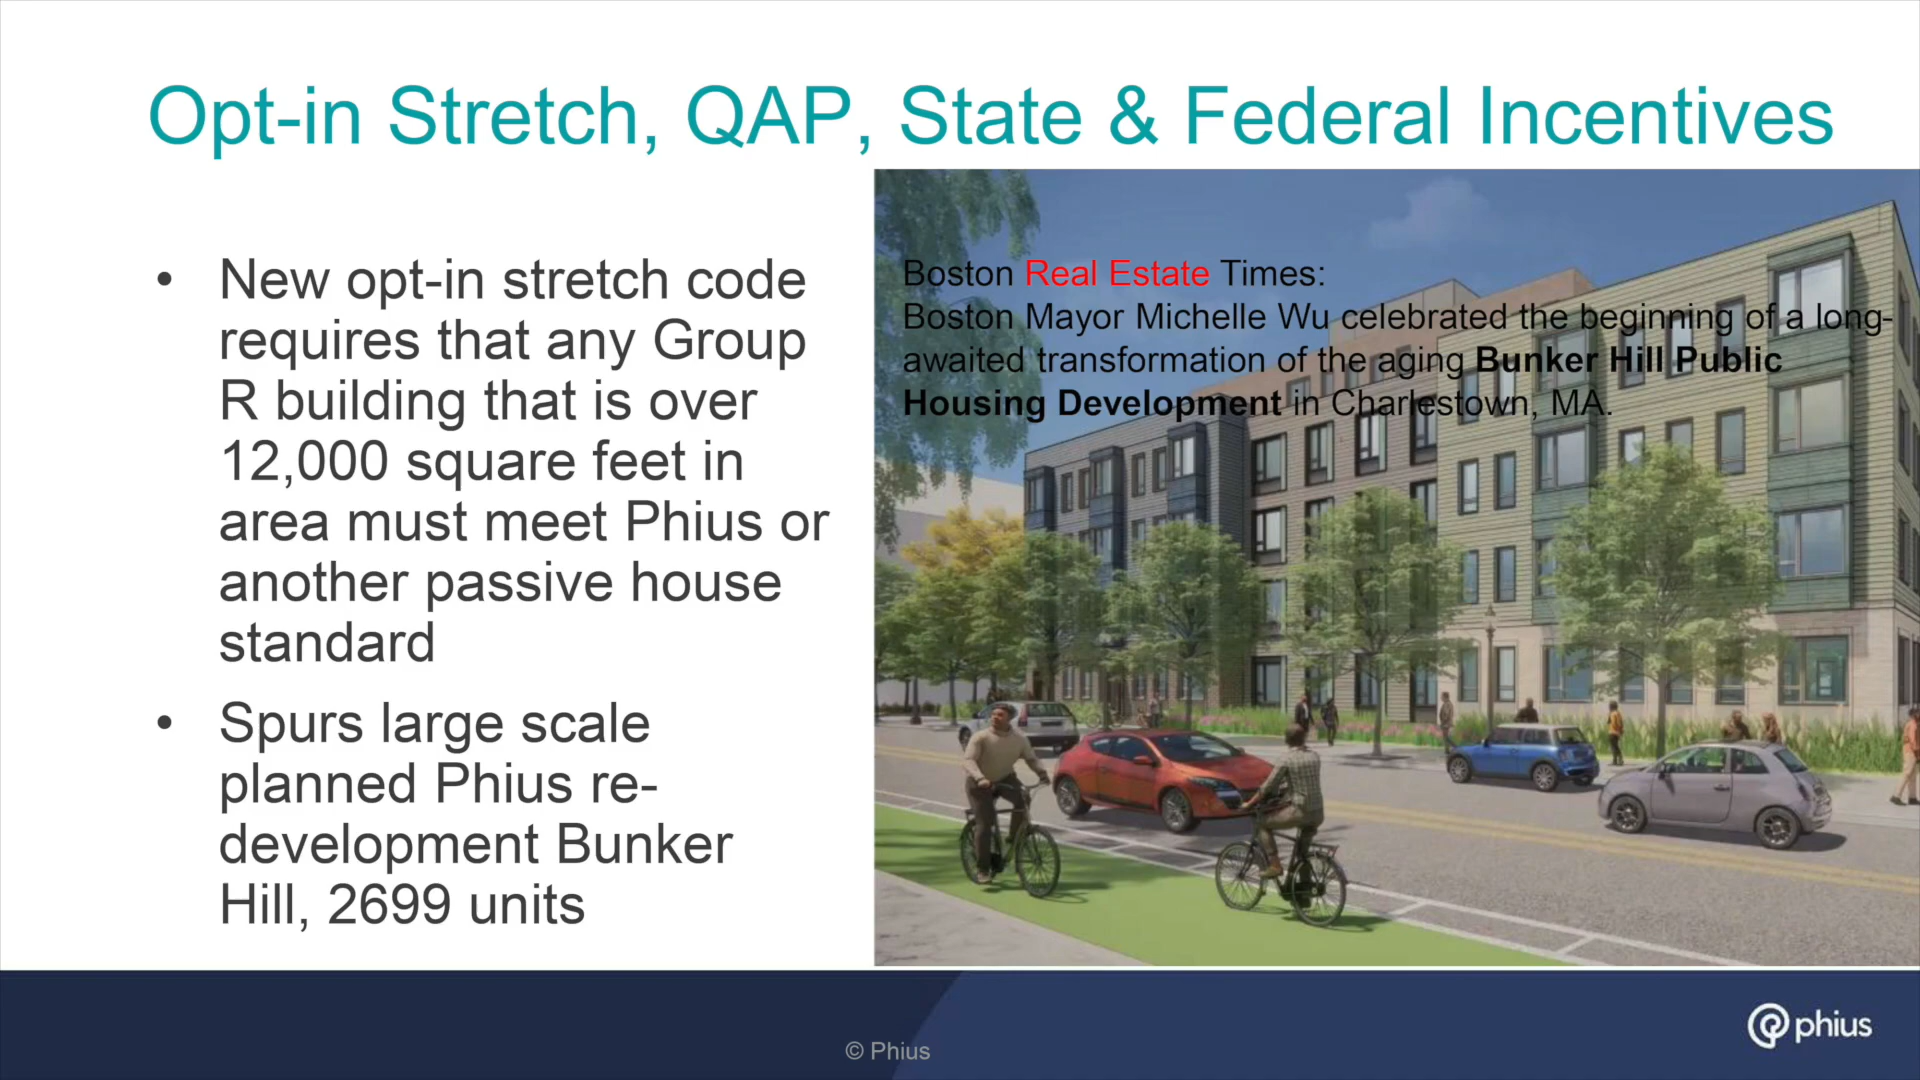 Opt-in Stretch, QAP, State & Federal Incentives
• New opt-in stretch code
requires that any Group
R building that is over
12,000 square feet in
area must meet Phius or
another passive house
standard
• Spurs large scale
planned Phius re-
development Bunker
Hill, 2699 units
Boston Real Estate Times:
Boston Mayor Michelle Wu celebrated the beginning of a long-
awaited transformation of the aging Bunker Hill Public
Housing Development in Charlestown, MA.
© Phius
phius